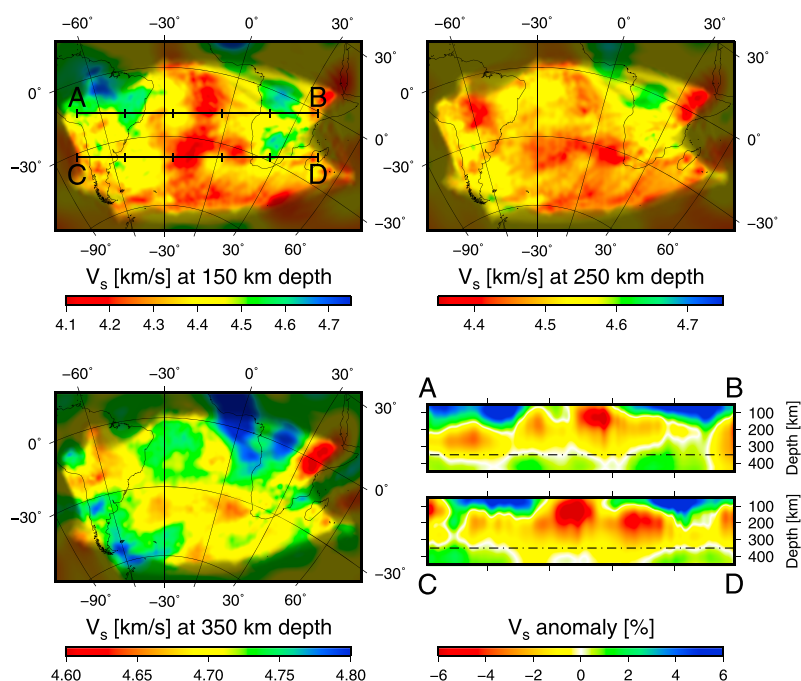 −60° −30° 0° 30°
30°
0°
0°
−30°
−30°
−90° −30° 30° 60°
A B
C D
Vs [km/s] at 150 km depth
4.1 4.2 4.3 4.4 4.5 4.6 4.7
−60° −30° 0° 30°
30°
0°
0°
−30°
−30°
−90° −30° 30° 60°
Vs [km/s] at 250 km depth
4.4 4.5 4.6 4.7
−60° −30° 0° 30°
30°
0°
0°
−30°
−30°
−90° −30° 30° 60°
Vs [km/s] at 350 km depth
4.60 4.65 4.70 4.75 4.80
A B
100
200
300
400
Depth [km]
100
200
300
400
Depth [km]
C D
Vs anomaly [%]
−6 −4 −2 0 2 4 6